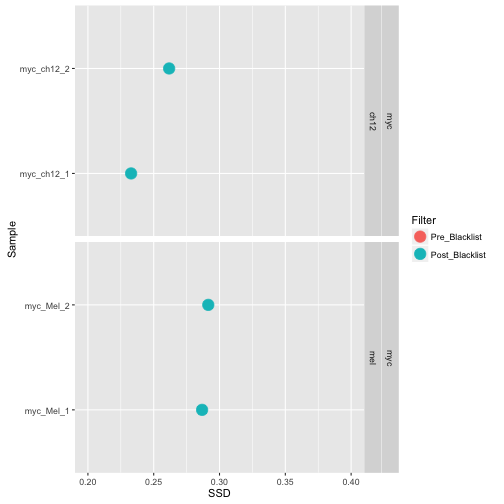 myc_ch12_2
myc_ch12_1
ch12
myc
Sample
myc_Mel_2
myc_Mel_1
mel
myc
0.20
0.25
0.30
0.35
0.40
SSD
Filter
Pre_Blacklist
Post_Blacklist